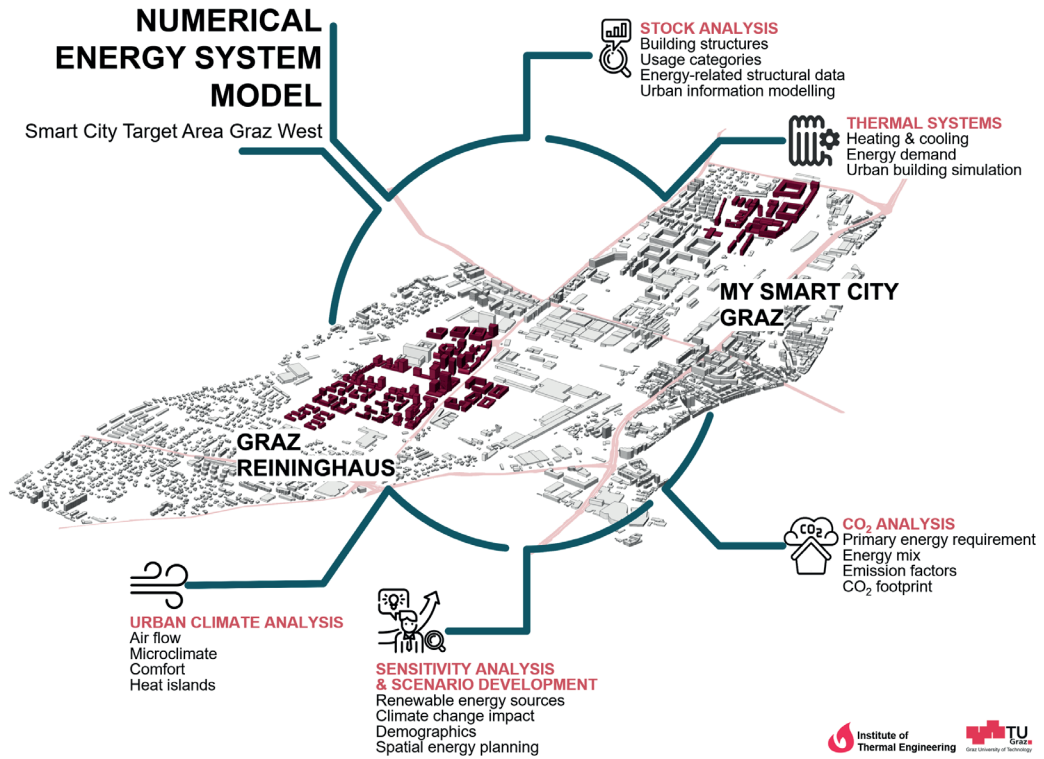 NUMERICAL
ENERGY SYSTEM
MODEL
Smart City Target Area Graz West
STOCK ANALYSIS
Building structures
Usage categories
Energy-related structural data
Urban information modelling
THERMAL SYSTEMS
Heating & cooling
Energy demand
Urban building simulation
MY SMART CITY
GRAZ
GRAZ
REININGHAUS
CO₂
CO₂ ANALYSIS
Primary energy requirement
Energy mix
Emission factors
CO₂ footprint
URBAN CLIMATE ANALYSIS
Air flow
Microclimate
Comfort
Heat islands
SENSITIVITY ANALYSIS
& SCENARIO DEVELOPMENT
Renewable energy sources
Climate change impact
Demographics
Spatial energy planning
Institute of
Thermal Engineering
TU
Graz
Graz University of Technology